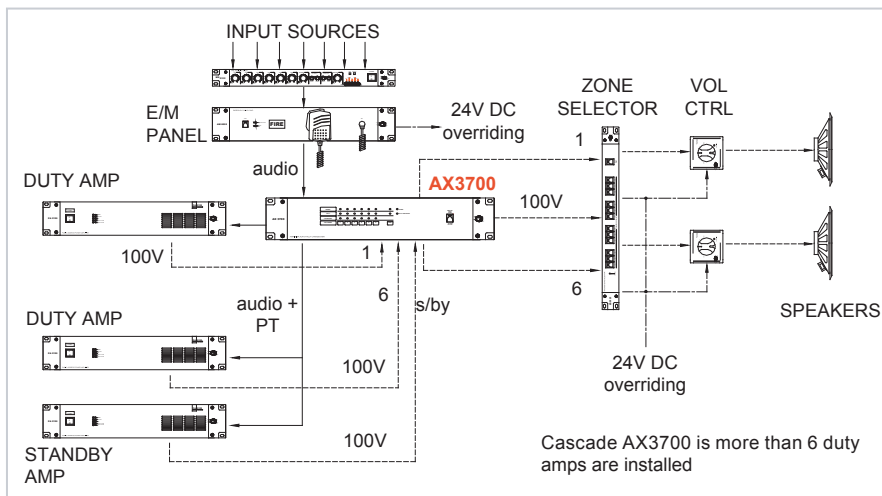 INPUT SOURCES
E/M
PANEL
FIRE
24V DC
overriding
ZONE
SELECTOR
VOL
CTRL
audio
1
DUTY AMP
AX3700
100V
100V
1
6
6
s/by
audio +
PT
SPEAKERS
DUTY AMP
100V
24V DC
overriding
100V
STANDBY
AMP
Cascade AX3700 is more than 6 duty
amps are installed